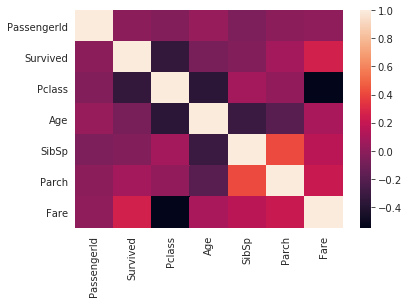 PassengerId
Survived
Pclass
Age
SibSp
Parch
Fare
PassengerId
Survived
Pclass
Age
SibSp
Parch
Fare
1.0
0.8
0.6
0.4
0.2
0.0
−0.2
−0.4